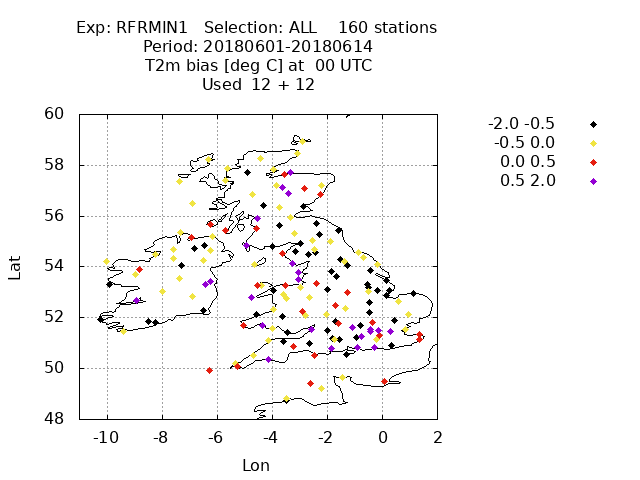 Exp: RFRMIN1   Selection: ALL    160 stations
Period: 20180601-20180614
T2m bias [deg C] at  00 UTC
Used  12 + 12
-2.0 -0.5
-0.5 0.0
0.0 0.5
0.5 2.0
60
58
56
54
52
50
48
Lat
-10 -8 -6 -4 -2 0 2
Lon